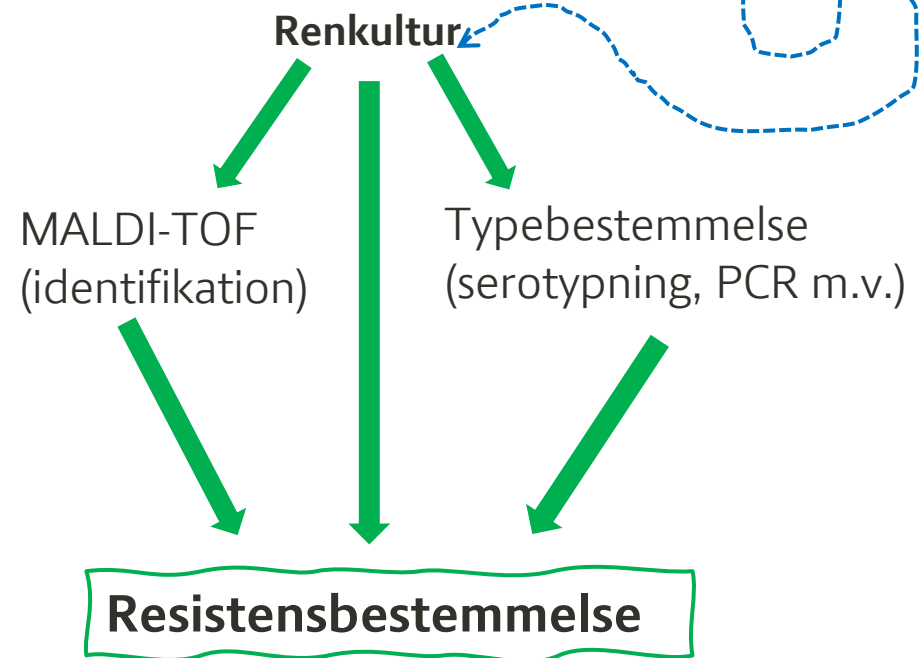 Renkultur
MALDI-TOF
(identifikation)
Typebestemmelse
(serotypning, PCR m.v.)
Resistensbestemmelse